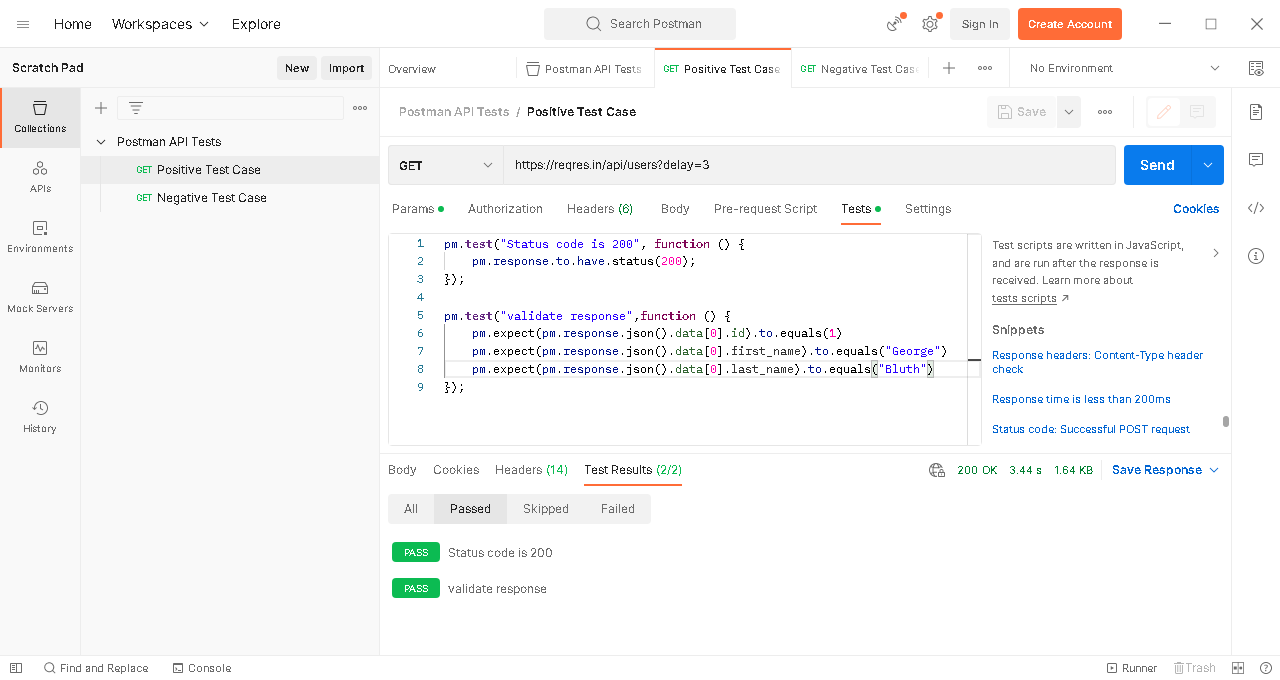 Home Workspaces Explore Search Postman Sign In Create Account
Scratch Pad New Import Overview Postman API Tests GET Positive Test Case GET Negative Test Cas No Environment
Postman API Tests / Positive Test Case Save
Collections
Postman API Tests
GET Positive Test Case
GET Negative Test Case
APIs
Environments
Mock Servers
Monitors
History
GET https://reqres.in/api/users?delay=3 Send
Params Authorization Headers (6) Body Pre-request Script Tests Settings Cookies
1 pm.test("Status code is 200", function () {
2 pm.response.to.have.status(200);
3 });
4
5 pm.test("validate response",function () {
6 pm.expect(pm.response.json().data[0].id).to.equals(1)
7 pm.expect(pm.response.json().data[0].first_name).to.equals("George")
8 pm.expect(pm.response.json().data[0].last_name).to.equals("Bluth")
9 });
Test scripts are written in JavaScript,
and are run after the response is
received. Learn more about
tests scripts
Snippets
Response headers: Content-Type header
check
Response time is less than 200ms
Status code: Successful POST request
Body Cookies Headers (14) Test Results (2/2) 200 OK 3.44 s 1.64 KB Save Response
All Passed Skipped Failed
PASS Status code is 200
PASS validate response
Find and Replace Console Runner Trash